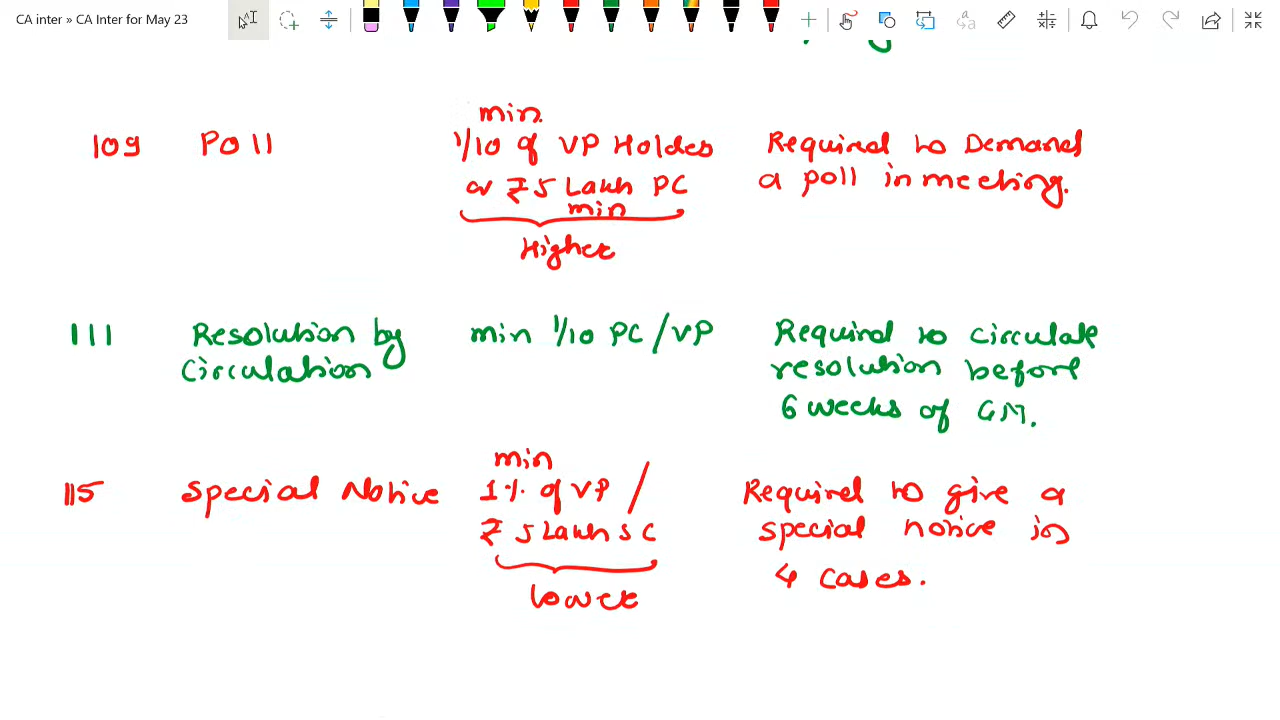 CA inter » CA Inter for May 23
109 Poll min. 1/10 of VP Holdes Required to Demand
or ₹5 Lakh PC a poll in meeting.
min
Higher
111 Resolution by min 1/10 PC/VP Required to circulate
Circulation resolution before
6 weeks of GM.
min
115 Special Notice 1% of VP / Required to give a
₹ 5 Lakh SC special notice in
4 cases.
lower